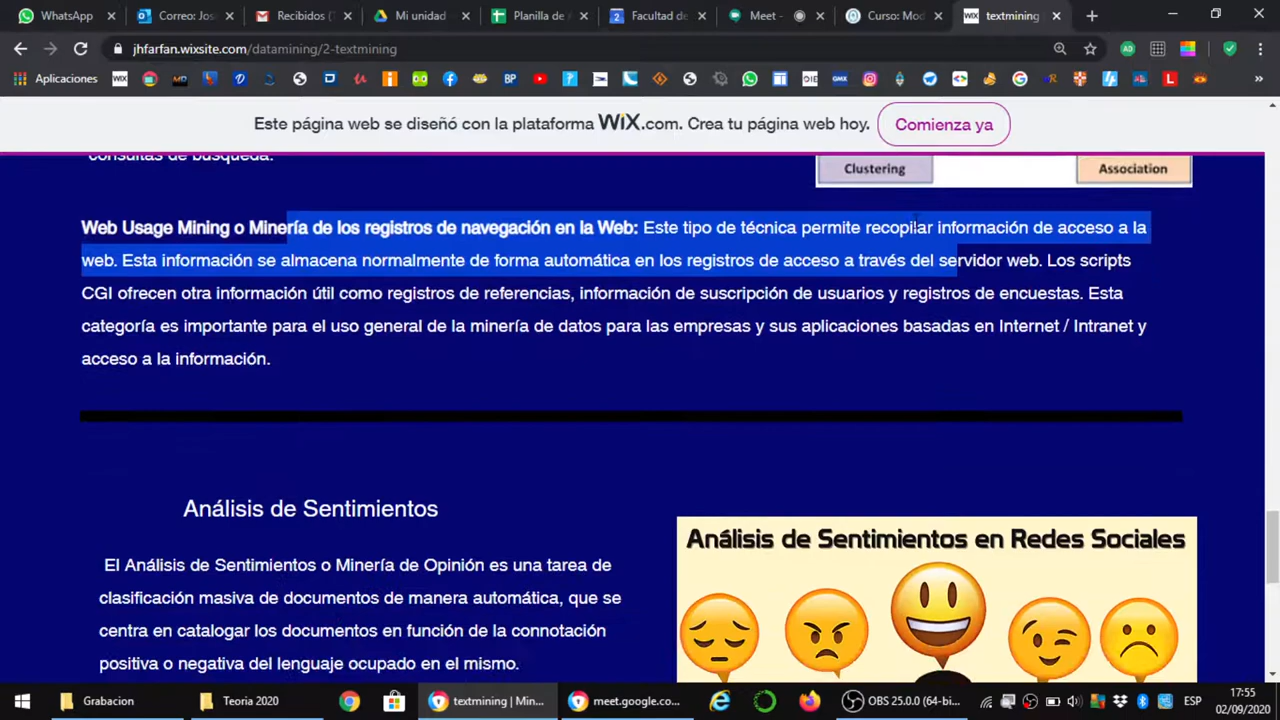 WhatsApp
Correo: Jos
Recibidos (
Mi unidad
Planilla de A
Facultad de
Meet -
Curso: Mod
textmining
jhfarfan.wixsite.com/datamining/2-textmining
Aplicaciones
Este página web se diseñó con la plataforma WiX.com. Crea tu página web hoy.
Comienza ya
consultas de búsqueda.
Clustering
Association
Web Usage Mining o Minería de los registros de navegación en la Web: Este tipo de técnica permite recopilar información de acceso a la
web. Esta información se almacena normalmente de forma automática en los registros de acceso a través del servidor web. Los scripts
CGI ofrecen otra información útil como registros de referencias, información de suscripción de usuarios y registros de encuestas. Esta
categoría es importante para el uso general de la minería de datos para las empresas y sus aplicaciones basadas en Internet / Intranet y
acceso a la información.
Análisis de Sentimientos
El Análisis de Sentimientos o Minería de Opinión es una tarea de
clasificación masiva de documentos de manera automática, que se
centra en catalogar los documentos en función de la connotación
positiva o negativa del lenguaje ocupado en el mismo.
Análisis de Sentimientos en Redes Sociales
Grabacion
Teoria 2020
textmining | Min...
meet.google.co...
OBS 25.0.0 (64-bi...
ESP
17:55
02/09/2020